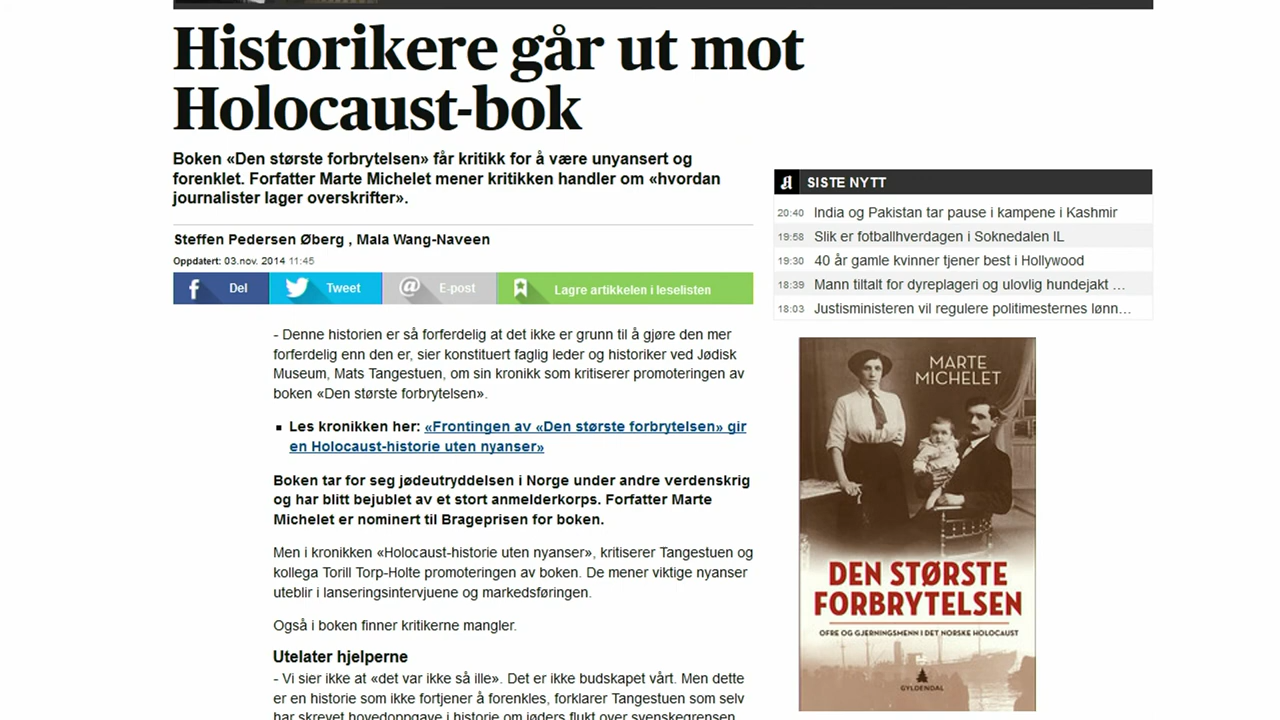 Historikere går ut mot
Holocaust-bok
Boken «Den største forbrytelsen» får kritikk for å være unyansert og
forenklet. Forfatter Marte Michelet mener kritikken handler om «hvordan
journalister lager overskrifter».
Steffen Pedersen Øberg , Mala Wang-Naveen
Oppdatert: 03.nov. 2014 11:45
Del
Tweet
E-post
Lagre artikkelen i leselisten
- Denne historien er så forferdelig at det ikke er grunn til å gjøre den mer
forferdelig enn den er, sier konstituert faglig leder og historiker ved Jødisk
Museum, Mats Tangestuen, om sin kronikk som kritiserer promoteringen av
boken «Den største forbrytelsen».
Les kronikken her: «Frontingen av «Den største forbrytelsen» gir
en Holocaust-historie uten nyanser»
Boken tar for seg jødeutryddelsen i Norge under andre verdenskrig
og har blitt bejublet av et stort anmelderkorps. Forfatter Marte
Michelet er nominert til Brageprisen for boken.
Men i kronikken «Holocaust-historie uten nyanser», kritiserer Tangestuen og
kollega Torill Torp-Holte promoteringen av boken. De mener viktige nyanser
uteblir i lanseringsintervjuene og markedsføringen.
Også i boken finner kritikerne mangler.
Utelater hjelperne
- Vi sier ikke at «det var ikke så ille». Det er ikke budskapet vårt. Men dette
er en historie som ikke fortjener å forenkles, forklarer Tangestuen som selv
har skrevet hovedoppgave i historie om jøders flukt over svenskegrensen
A SISTE NYTT
20:40 India og Pakistan tar pause i kampene i Kashmir
19:58 Slik er fotballhverdagen i Soknedalen IL
19:30 40 år gamle kvinner tjener best i Hollywood
18:39 Mann tiltalt for dyreplageri og ulovlig hundejakt ...
18:03 Justisministeren vil regulere politimesternes lønn...
MARTE
MICHELET
DEN STØRSTE
FORBRYTELSEN
OFRE OG GJERNINGSMENN I DET NORSKE HOLOCAUST
GYLDENDAL